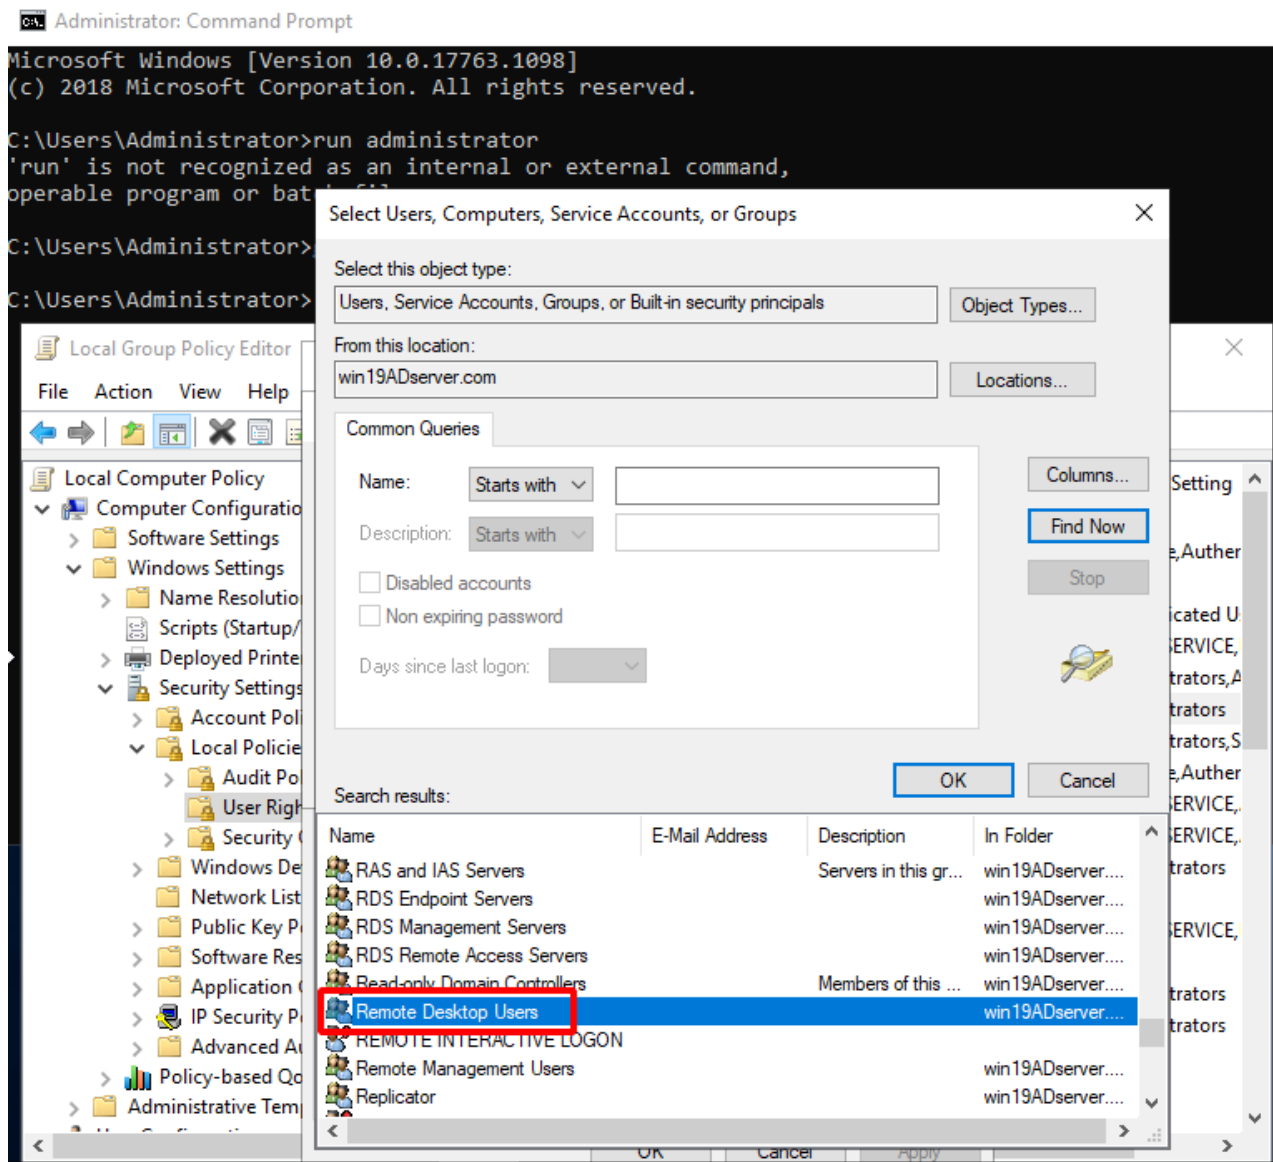 Administrator: Command Prompt
Microsoft Windows [Version 10.0.17763.1098]
(c) 2018 Microsoft Corporation. All rights reserved.
C:\Users\Administrator>run administrator
'run' is not recognized as an internal or external command,
operable program or bat
C:\Users\Administrator>
C:\Users\Administrator>
Select Users, Computers, Service Accounts, or Groups
Select this object type:
Users, Service Accounts, Groups, or Built-in security principals
Object Types...
From this location:
win19ADserver.com
Locations...
Common Queries
Name:
Starts with
Description:
Starts with
Disabled accounts
Non expiring password
Days since last logon:
Columns...
Find Now
Stop
OK
Cancel
Search results:
Name E-Mail Address Description In Folder
RAS and IAS Servers Servers in this gr... win19ADserver....
RDS Endpoint Servers win19ADserver....
RDS Management Servers win19ADserver....
RDS Remote Access Servers win19ADserver....
Read-only Domain Controllers Members of this ... win19ADserver....
Remote Desktop Users win19ADserver....
REMOTE INTERACTIVE LOGON
Remote Management Users win19ADserver....
Replicator win19ADserver....
Local Group Policy Editor
File Action View Help
Local Computer Policy
Computer Configuratio
Software Settings
Windows Settings
Name Resolutio
Scripts (Startup/
Deployed Printe
Security Settings
Account Poli
Local Policie
Audit Po
User Righ
Security
Windows De
Network List
Public Key P
Software Res
Application
IP Security P
Advanced Au
Policy-based Qo
Administrative Tem
Setting
e,Auther
icated U
SERVICE,
trators,A
trators
trators,S
e,Auther
SERVICE,.
SERVICE,.
trators
SERVICE,
trators
trators
OK Cancel Apply